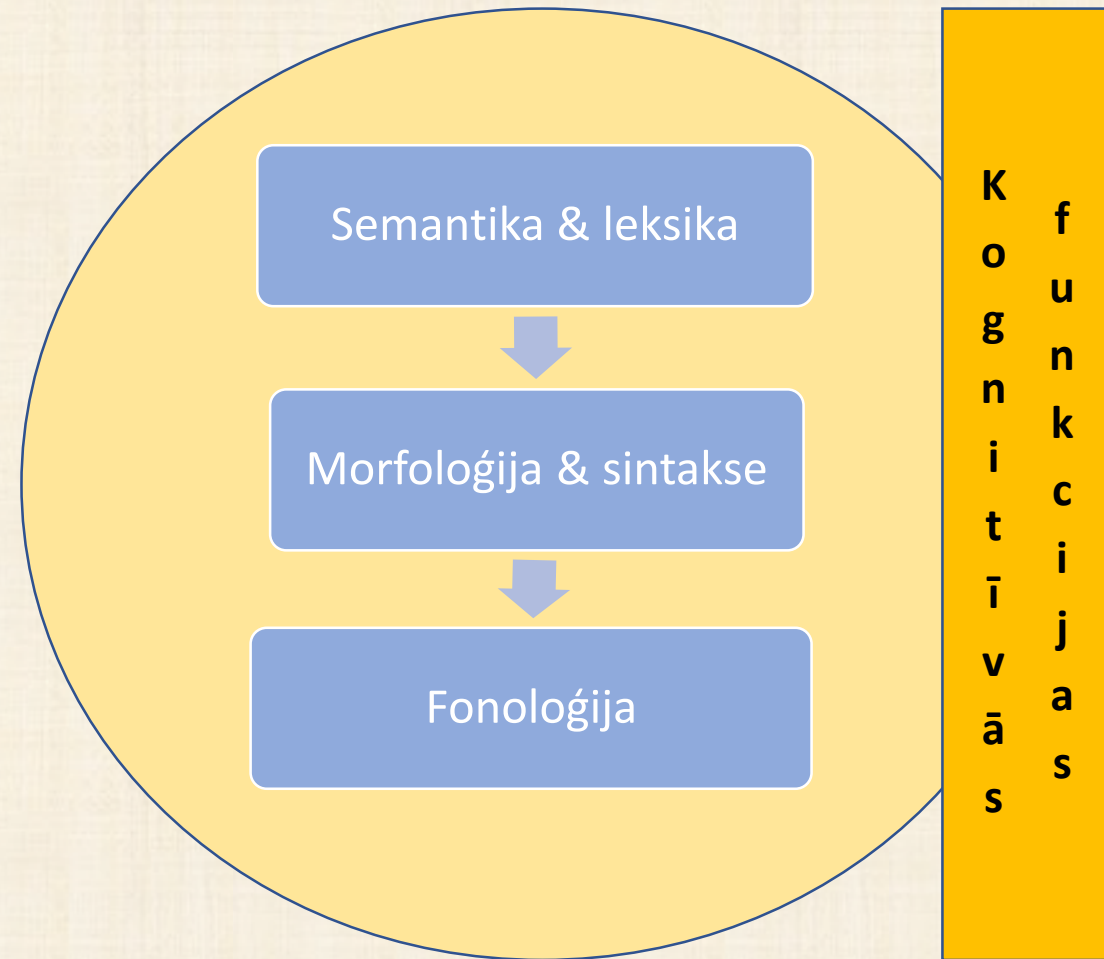 Semantika & leksika
Morfoloģija & sintakse
Fonoloģija
Kognitīvās
funkcijas